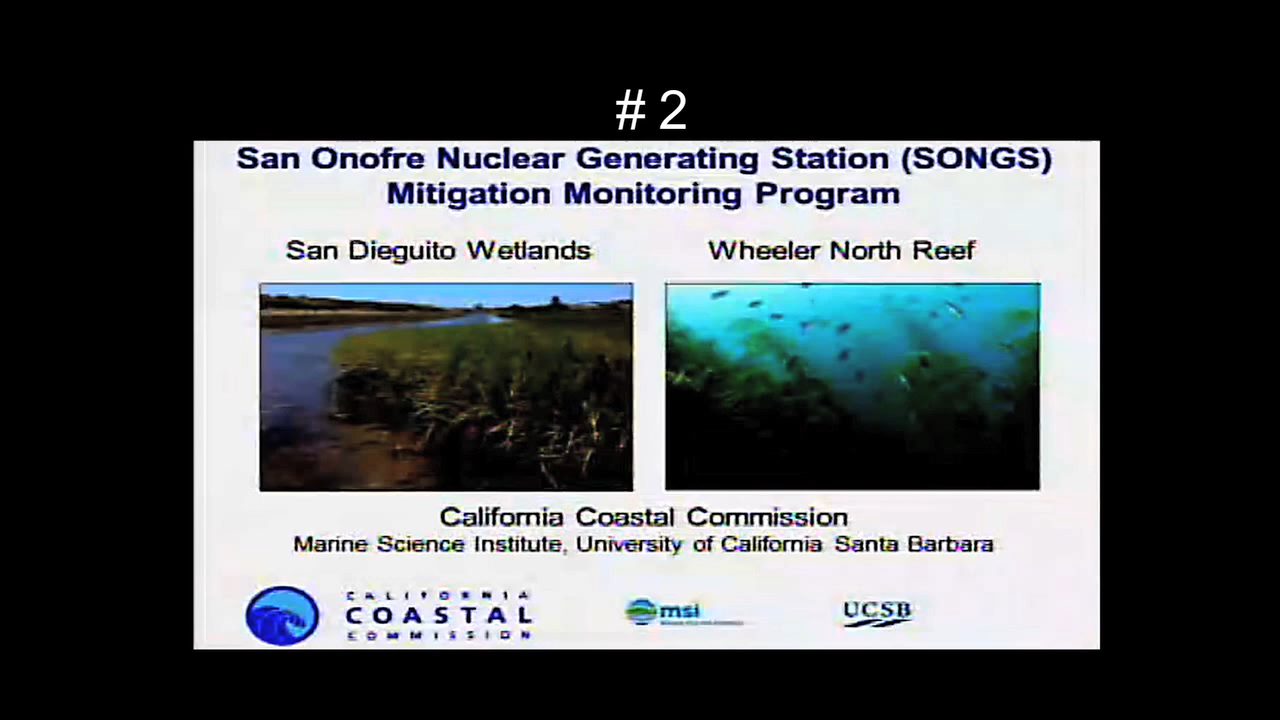 # 2
San Onofre Nuclear Generating Station (SONGS)
Mitigation Monitoring Program
San Dieguito Wetlands
Wheeler North Reef
California Coastal Commission
Marine Science Institute, University of California Santa Barbara
CALIFORNIA
COASTAL
COMMISSION
msi
UCSB